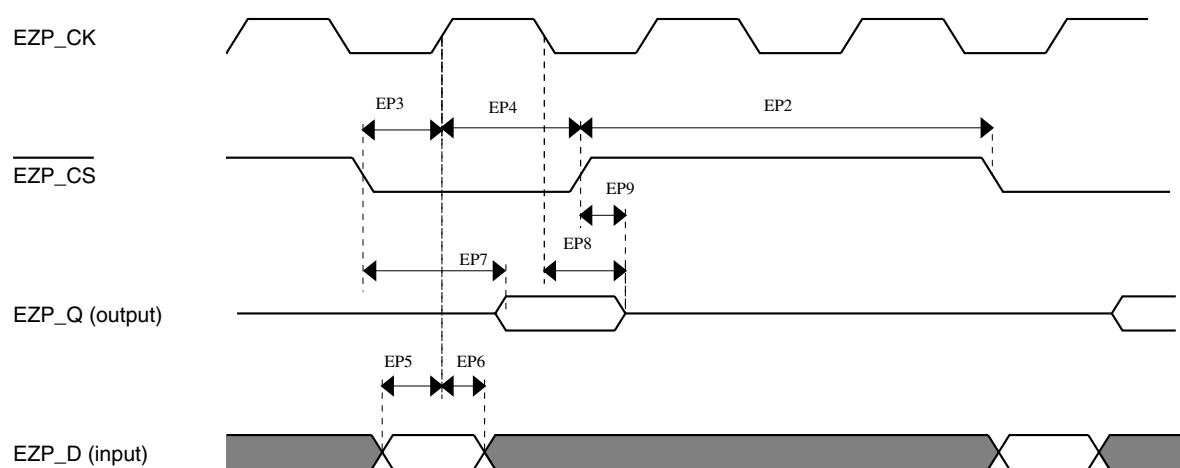 EZP_CK
EP3
EP4
EP2
EZP_CS
EP9
EP8
EP7
EZP_Q (output)
EP5
EP6
EZP_D (input)